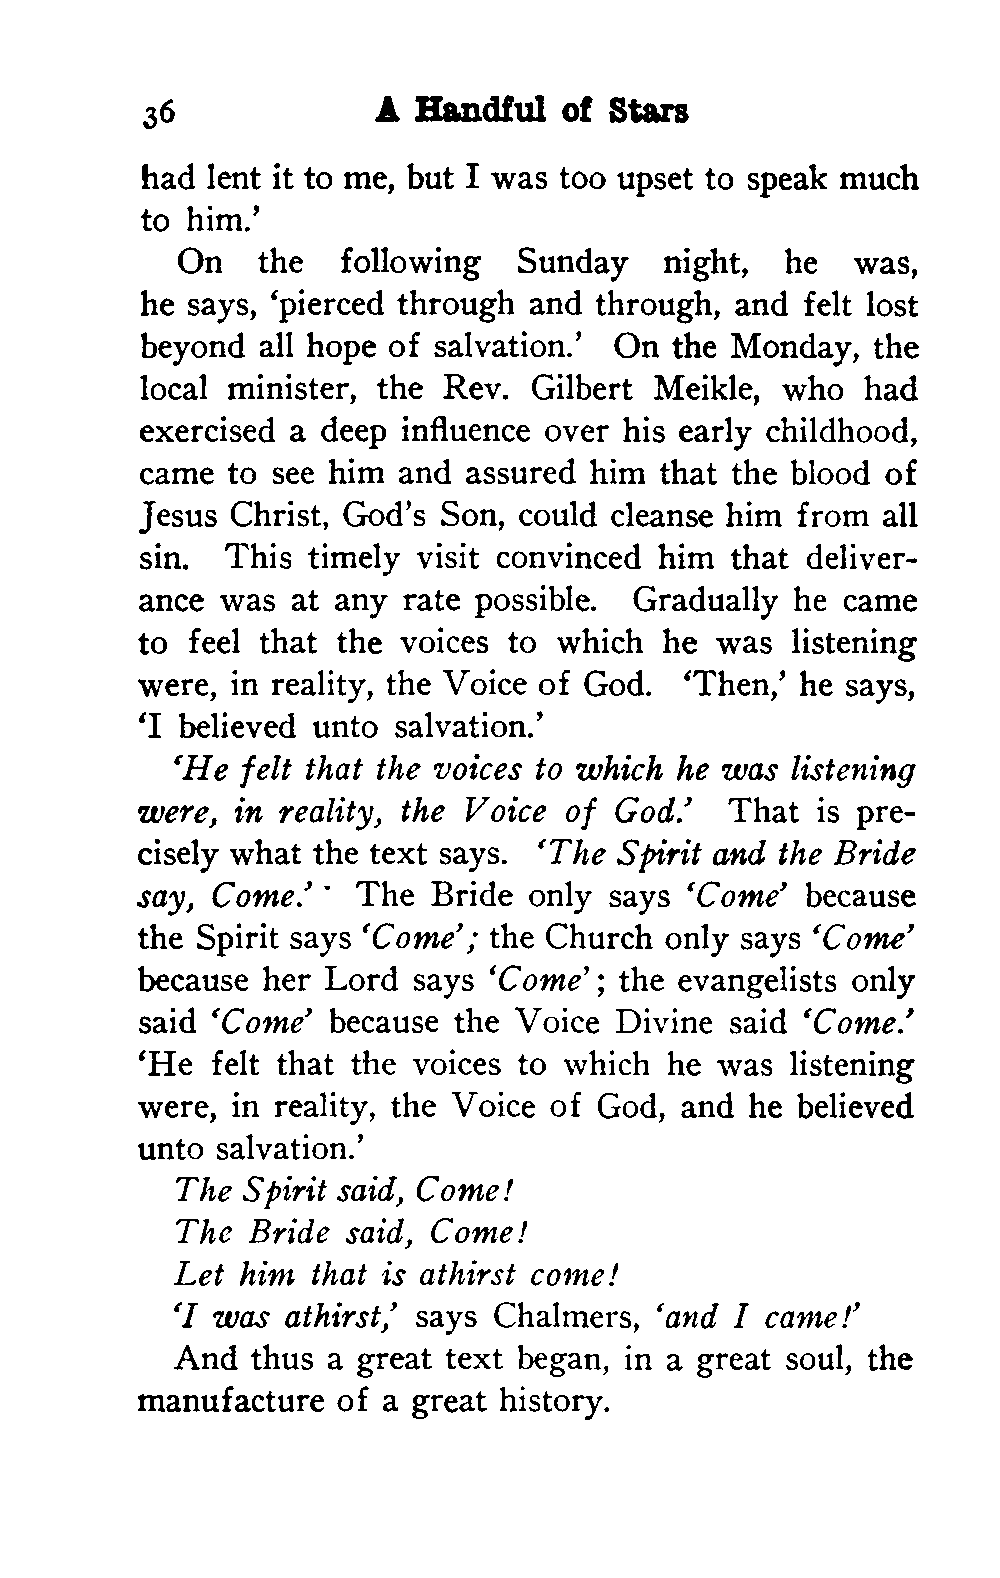 36 A Handful of Stars
had lent it to me, but I was too upset to speak much
to him.’
On the following Sunday night, he was,
he says, ‘pierced through and through, and felt lost
beyond all hope of salvation.’ On the Monday, the
local minister, the Rev. Gilbert Meikle, who had
exercised a deep influence over his early childhood,
came to see him and assured him that the blood of
Jesus Christ, God’s Son, could cleanse him from all
sin. This timely visit convinced him that deliver-
ance was at any rate possible. Gradually he came
to feel that the voices to which he was listening
were, in reality, the Voice of God. ‘Then,’ he says,
‘I believed unto salvation.’
‘He felt that the voices to which he was listening
were, in reality, the Voice of God.’ That is pre-
cisely what the text says. ‘The Spirit and the Bride
say, Come.’ The Bride only says ‘Come’ because
the Spirit says ‘Come’; the Church only says ‘Come’
because her Lord says ‘Come’; the evangelists only
said ‘Come’ because the Voice Divine said ‘Come.’
‘He felt that the voices to which he was listening
were, in reality, the Voice of God, and he believed
unto salvation.’
The Spirit said, Come!
The Bride said, Come!
Let him that is athirst come!
‘I was athirst,’ says Chalmers, ‘and I came!’
And thus a great text began, in a great soul, the
manufacture of a great history.